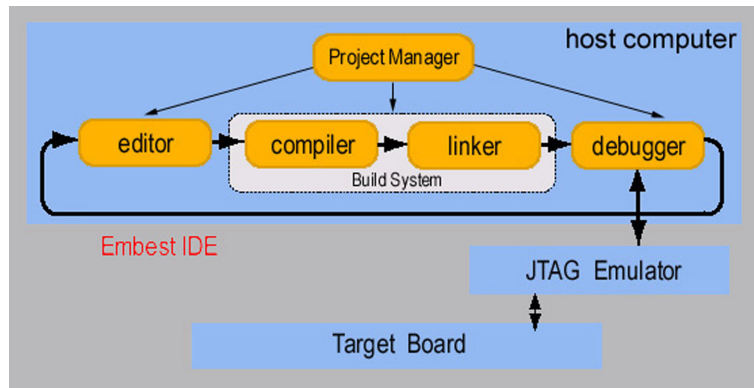 host computer
Project Manager
editor
compiler
linker
debugger
Build System
Embest IDE
JTAG Emulator
Target Board